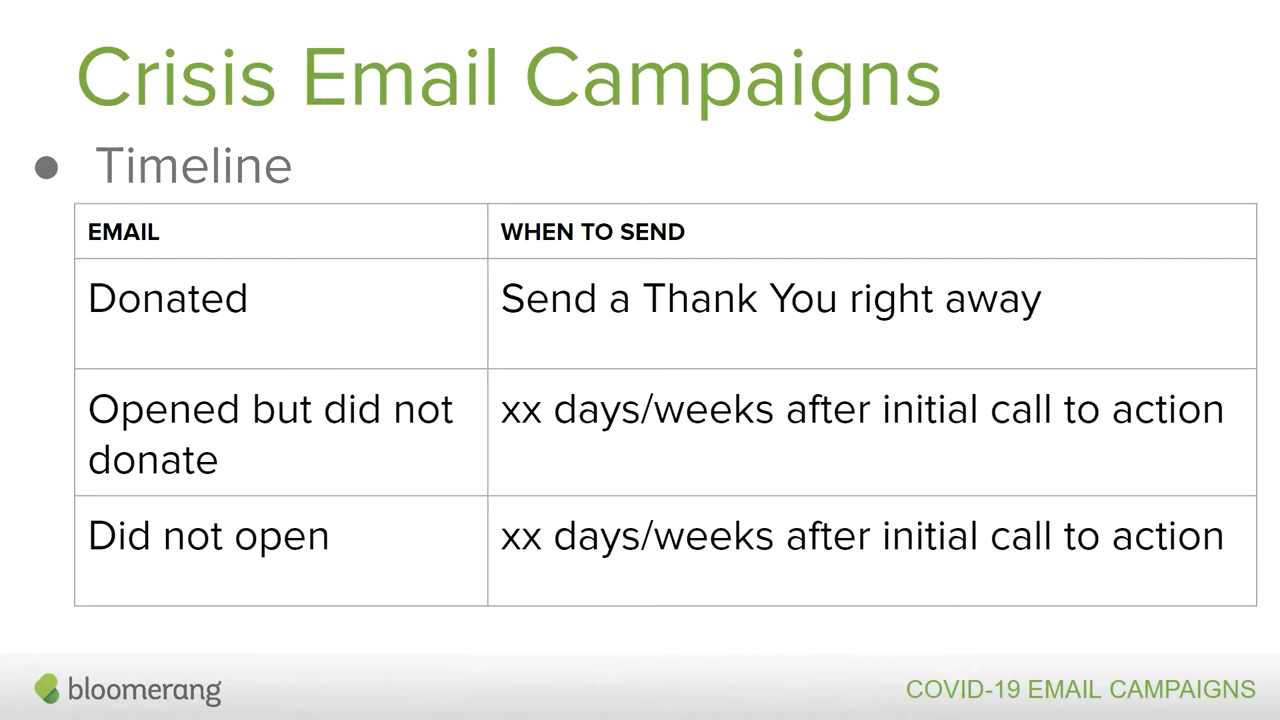 Crisis Email Campaigns
● Timeline
EMAIL
WHEN TO SEND
Donated
Send a Thank You right away
Opened but did not
donate
xx days/weeks after initial call to action
Did not open
xx days/weeks after initial call to action
bloomerang
COVID-19 EMAIL CAMPAIGNS